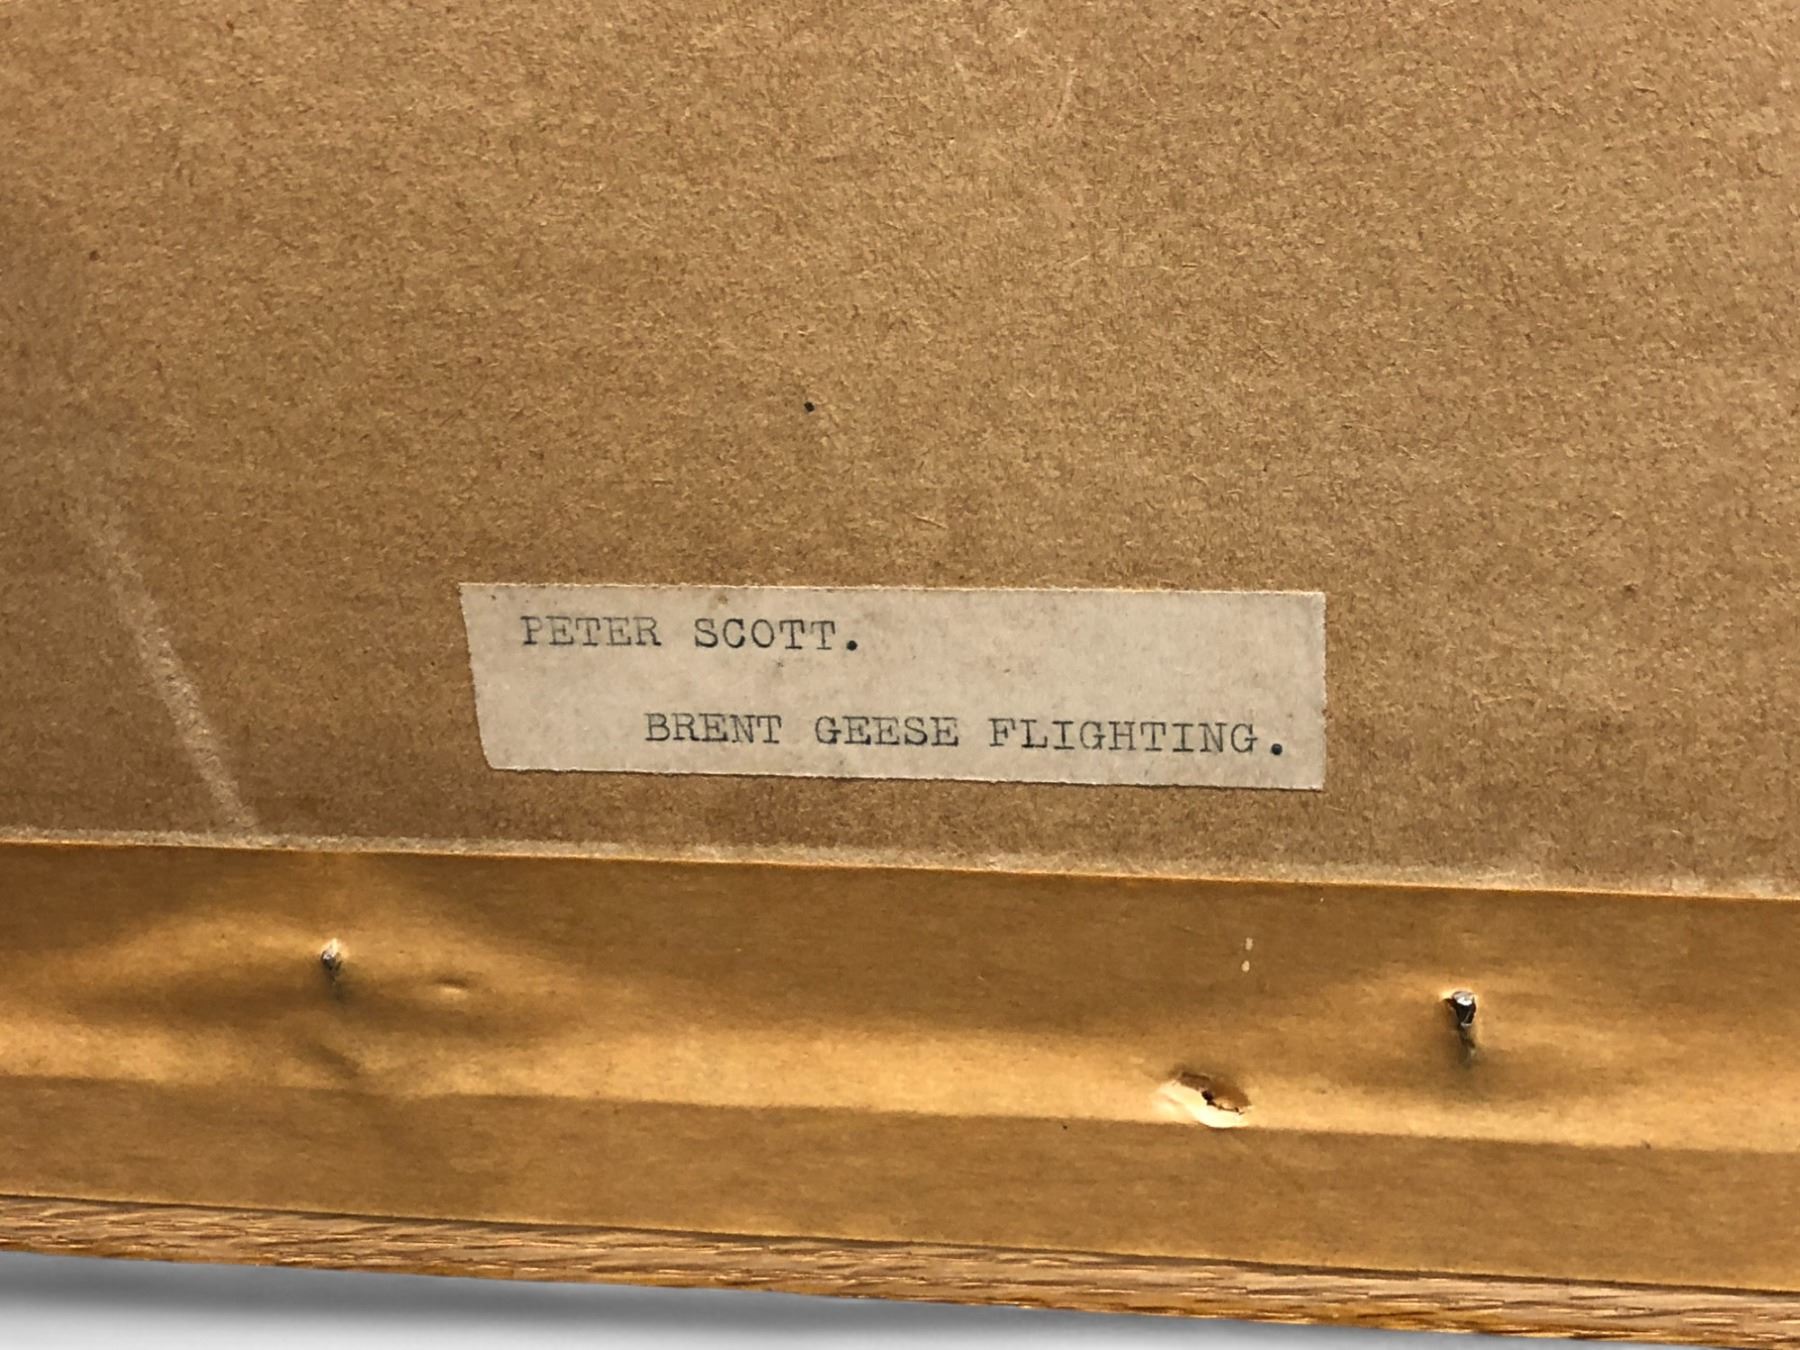 PETER SCOTT.
BRENT GEESE FLIGHTING.